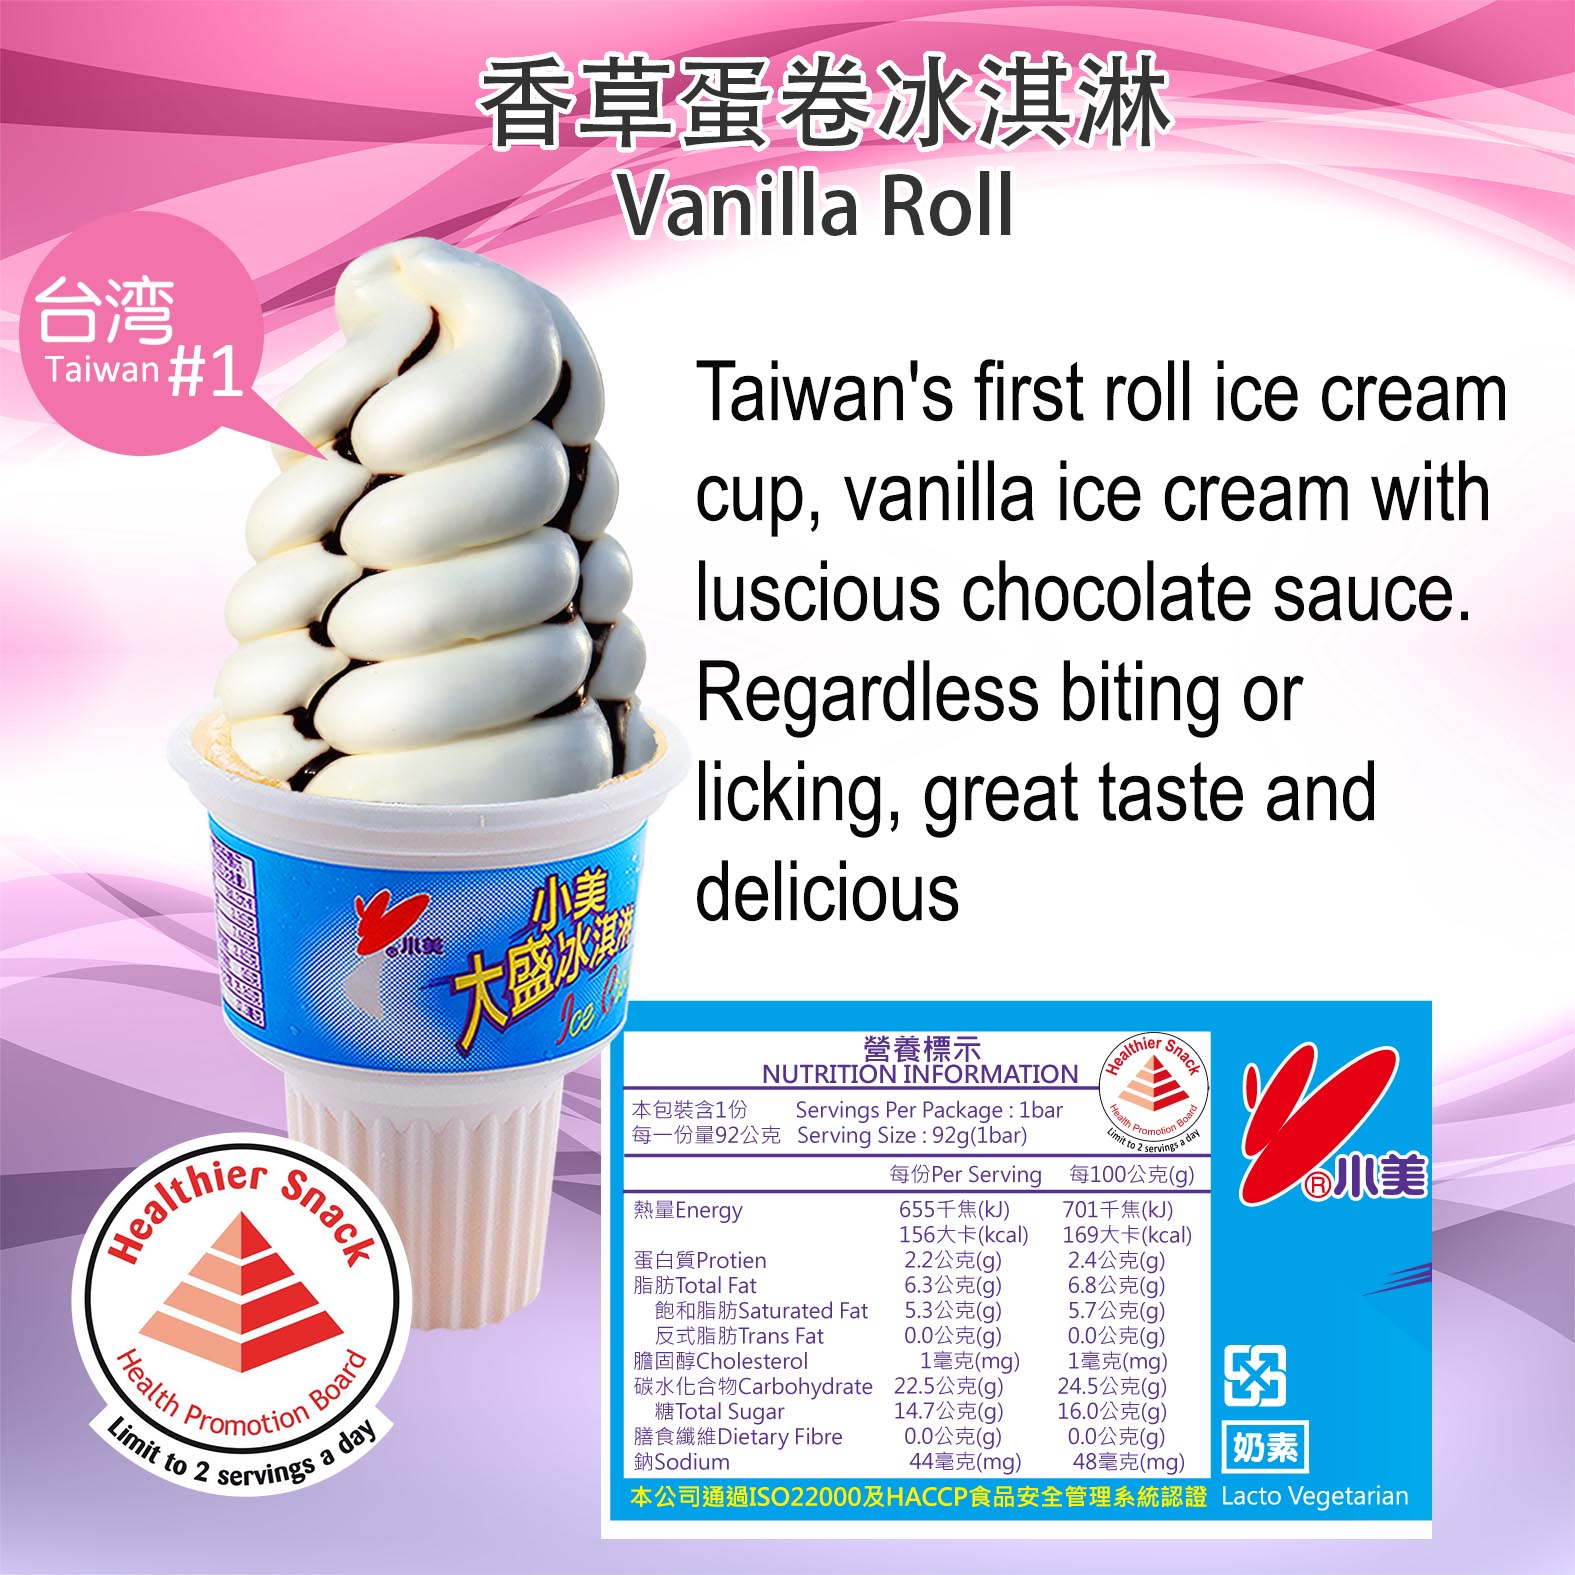 香草蛋卷冰淇淋
Vanilla Roll
台湾
Taiwan #1
Taiwan's first roll ice cream
cup, vanilla ice cream with
luscious chocolate sauce.
Regardless biting or
licking, great taste and
delicious
®小美
小美
大盛冰淇淋
Ice
Healthier Snack
Health Promotion Board
Limit to 2 servings a day
營養標示
NUTRITION INFORMATION
Healthier Snack
Health Promotion Board
Limit to 2 servings a day
本包裝含1份 Servings Per Package : 1bar
每一份量92公克 Serving Size : 92g(1bar)
每份Per Serving 每100公克(g)
熱量Energy 655千焦(kJ) 701千焦(kJ)
156大卡(kcal) 169大卡(kcal)
蛋白質Protien 2.2公克(g) 2.4公克(g)
脂肪Total Fat 6.3公克(g) 6.8公克(g)
飽和脂肪Saturated Fat 5.3公克(g) 5.7公克(g)
反式脂肪Trans Fat 0.0公克(g) 0.0公克(g)
膽固醇Cholesterol 1毫克(mg) 1毫克(mg)
碳水化合物Carbohydrate 22.5公克(g) 24.5公克(g)
糖Total Sugar 14.7公克(g) 16.0公克(g)
膳食纖維Dietary Fibre 0.0公克(g) 0.0公克(g)
鈉Sodium 44毫克(mg) 48毫克(mg)
本公司通過ISO22000及HACCP食品安全管理系統認證
®小美
奶素
Lacto Vegetarian